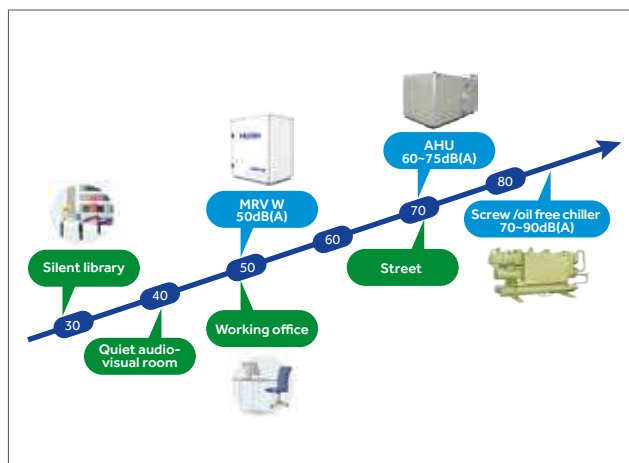 AHU
60~75dB(A)
MRV W
50dB(A)
80
70
Screw /oil free chiller
70~90dB(A)
60
Street
Silent library
50
40
30
Working office
Quiet audio-
visual room